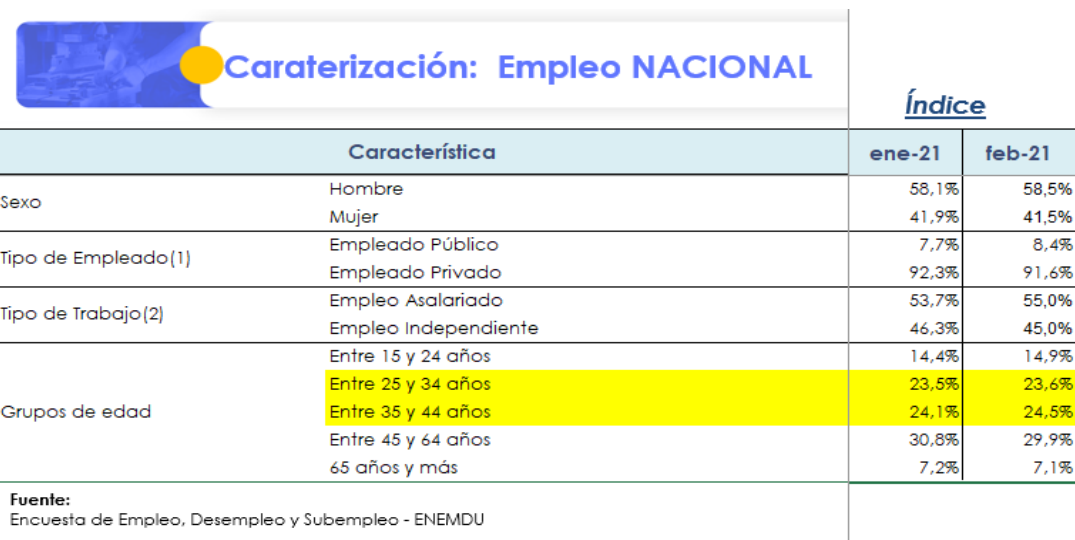 Caraterización: Empleo NACIONAL
Índice
Característica ene-21 feb-21
Sexo
Hombre 58,1% 58,5%
Mujer 41,9% 41,5%
Tipo de Empleado(1)
Empleado Público 7,7% 8,4%
Empleado Privado 92,3% 91,6%
Tipo de Trabajo(2)
Empleo Asalariado 53,7% 55,0%
Empleo Independiente 46,3% 45,0%
Grupos de edad
Entre 15 y 24 años 14,4% 14,9%
Entre 25 y 34 años 23,5% 23,6%
Entre 35 y 44 años 24,1% 24,5%
Entre 45 y 64 años 30,8% 29,9%
65 años y más 7,2% 7,1%
Fuente:
Encuesta de Empleo, Desempleo y Subempleo - ENEMDU